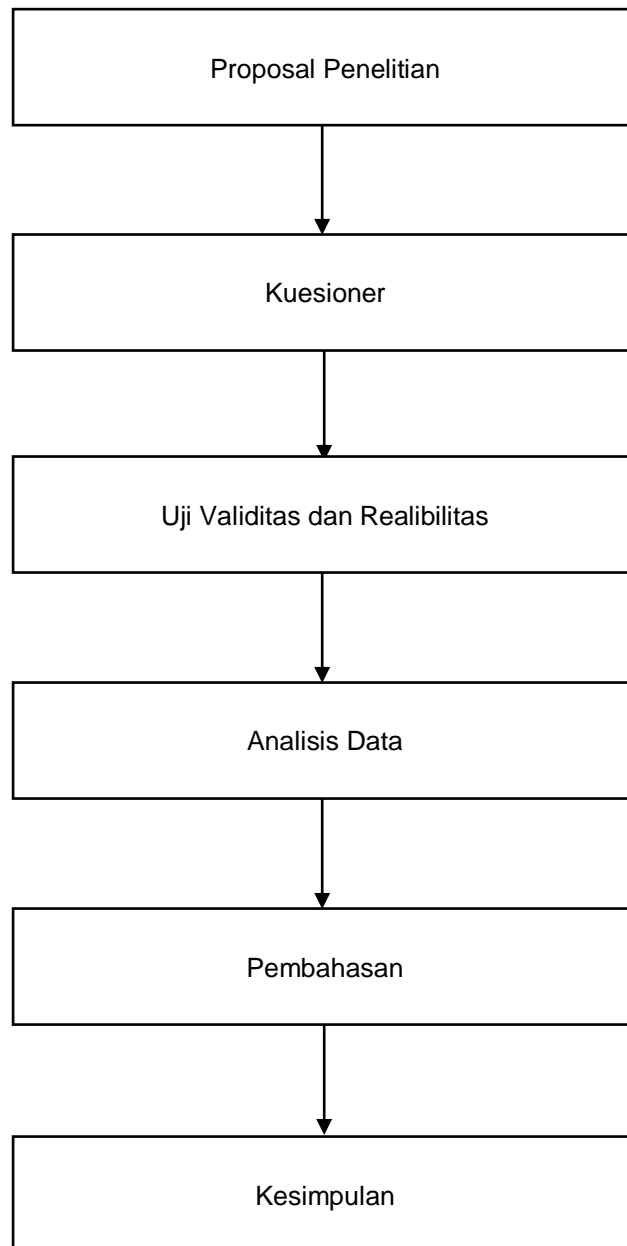 Proposal Penelitian
Kuesioner
Uji Validitas dan Realibilitas
Analisis Data
Pembahasan
Kesimpulan